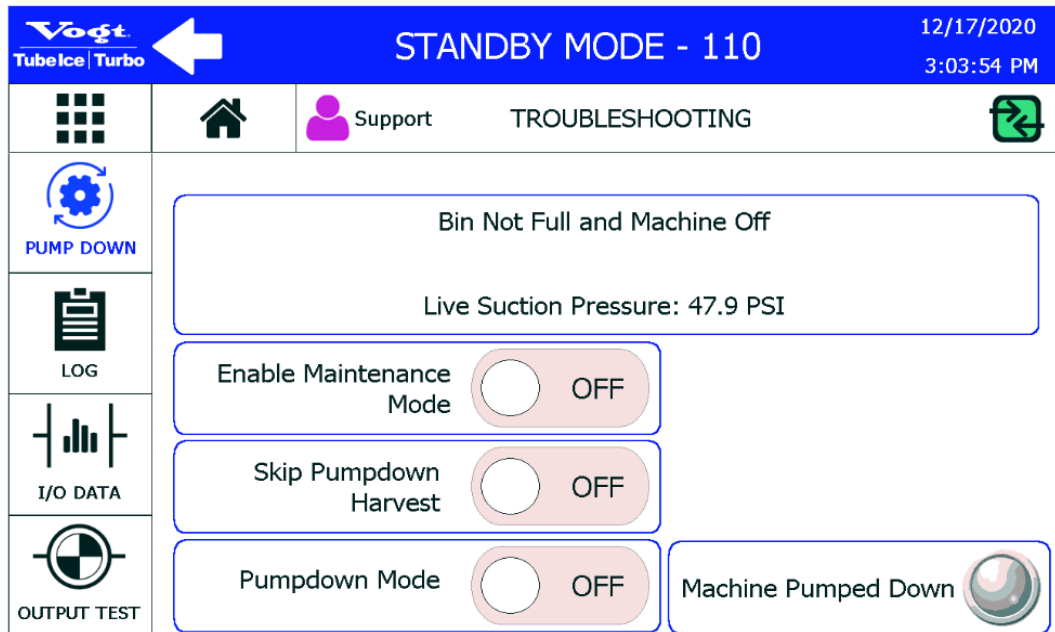 Vogt
Tube Ice | Turbo
STANDBY MODE - 110
12/17/2020
3:03:54 PM
Support
TROUBLESHOOTING
PUMP DOWN
LOG
I/O DATA
OUTPUT TEST
Bin Not Full and Machine Off
Live Suction Pressure: 47.9 PSI
Enable Maintenance
Mode
OFF
Skip Pumpdown
Harvest
OFF
Pumpdown Mode
OFF
Machine Pumped Down